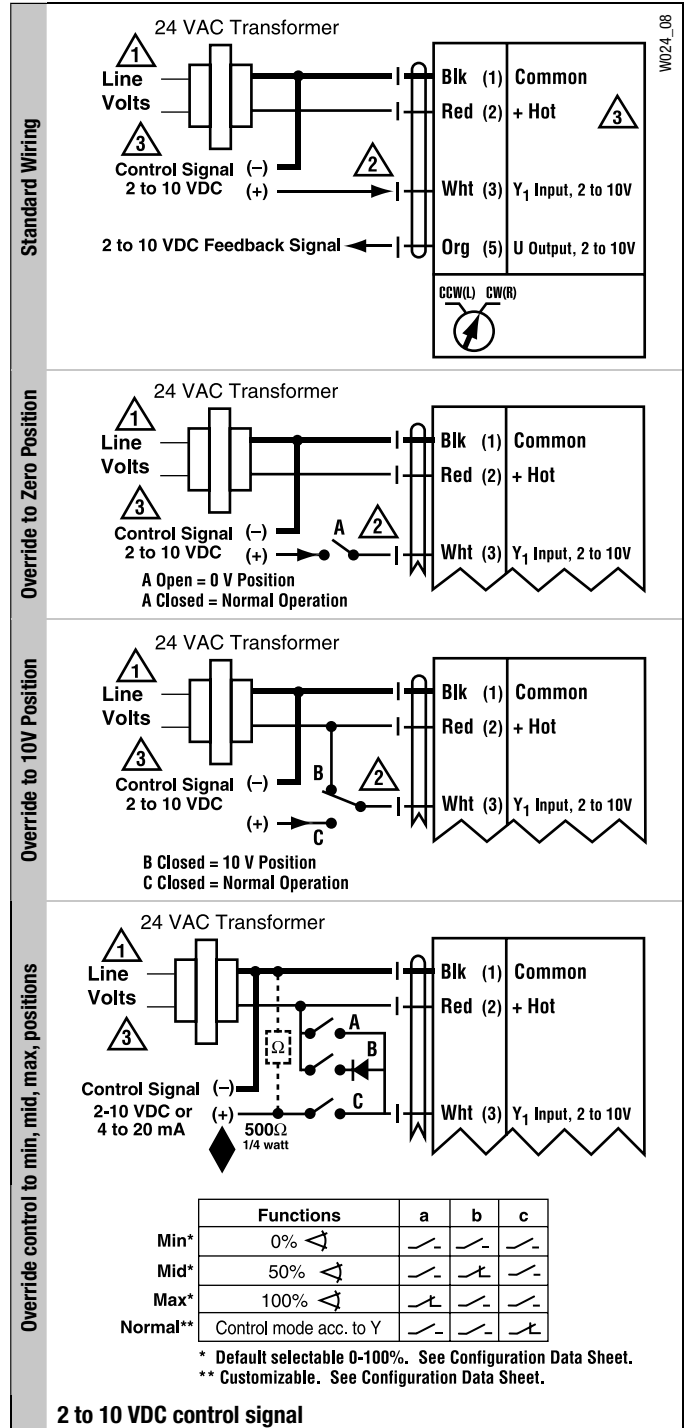 W024_08
Standard Wiring
24 VAC Transformer
1
Line
Volts
3
Control Signal (–)
2 to 10 VDC (+)
2
2 to 10 VDC Feedback Signal
Blk (1) Common
Red (2) + Hot
3
Wht (3) Y1 Input, 2 to 10V
Org (5) U Output, 2 to 10V
CCW(L) CW(R)
Override to Zero Position
24 VAC Transformer
1
Line
Volts
3
Control Signal (–)
2 to 10 VDC (+)
A
2
A Open = 0 V Position
A Closed = Normal Operation
Blk (1) Common
Red (2) + Hot
Wht (3) Y1 Input, 2 to 10V
Override to 10V Position
24 VAC Transformer
1
Line
Volts
3
Control Signal (–)
2 to 10 VDC
(+)
B
C
2
B Closed = 10 V Position
C Closed = Normal Operation
Blk (1) Common
Red (2) + Hot
Wht (3) Y1 Input, 2 to 10V
Override control to min, mid, max, positions
24 VAC Transformer
1
Line
Volts
3
Ω
A
B
C
Control Signal (–)
2-10 VDC or
4 to 20 mA (+)
500Ω
1/4 watt
Blk (1) Common
Red (2) + Hot
Wht (3) Y1 Input, 2 to 10V
Functions a b c
Min* 0%
Mid* 50%
Max* 100%
Normal** Control mode acc. to Y
* Default selectable 0-100%. See Configuration Data Sheet.
** Customizable. See Configuration Data Sheet.
2 to 10 VDC control signal